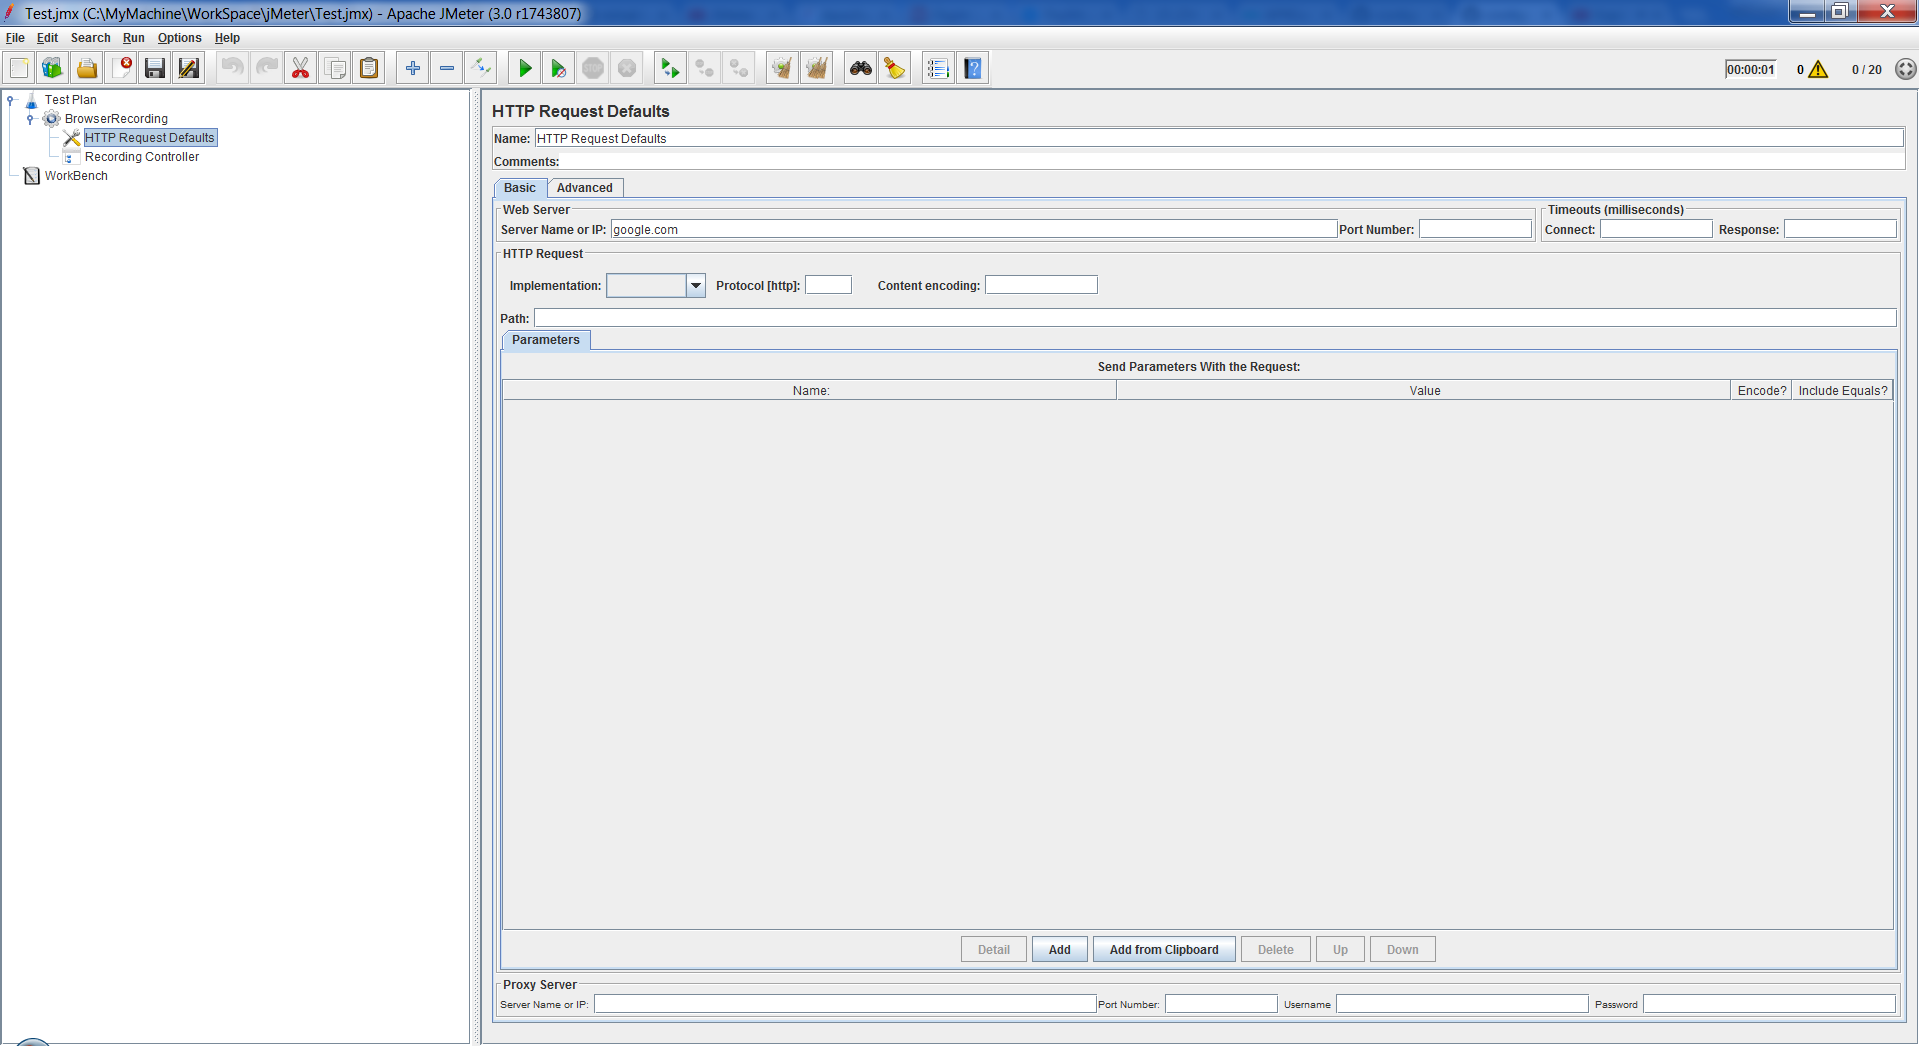 Test.jmx (C:\MyMachine\WorkSpace\jMeter\Test.jmx) - Apache JMeter (3.0 r1743807)
File Edit Search Run Options Help
STOP
00:00:01 0 0 / 20
Test Plan
BrowserRecording
HTTP Request Defaults
Recording Controller
WorkBench
HTTP Request Defaults
Name: HTTP Request Defaults
Comments:
Basic Advanced
Web Server
Server Name or IP: google.com Port Number:
Timeouts (milliseconds)
Connect: Response:
HTTP Request
Implementation: Protocol [http]: Content encoding:
Path:
Parameters
Send Parameters With the Request:
Name: Value Encode? Include Equals?
Detail Add Add from Clipboard Delete Up Down
Proxy Server
Server Name or IP: Port Number: Username Password